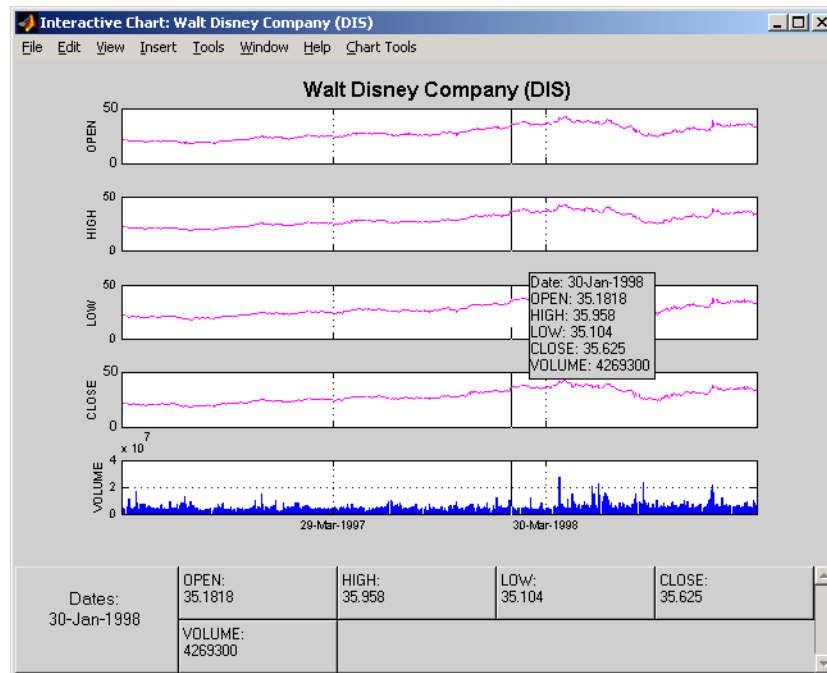 Interactive Chart: Walt Disney Company (DIS)
File Edit View Insert Tools Window Help Chart Tools
Walt Disney Company (DIS)
50
OPEN
0
50
HIGH
0
50
LOW
0
Date: 30-Jan-1998
OPEN: 35.1818
HIGH: 35.958
LOW: 35.104
CLOSE: 35.625
VOLUME: 4269300
50
CLOSE
0
x 10 7
4
VOLUME
2
0
29-Mar-1997 30-Mar-1998
Dates:
30-Jan-1998
OPEN:
35.1818
HIGH:
35.958
LOW:
35.104
CLOSE:
35.625
VOLUME:
4269300